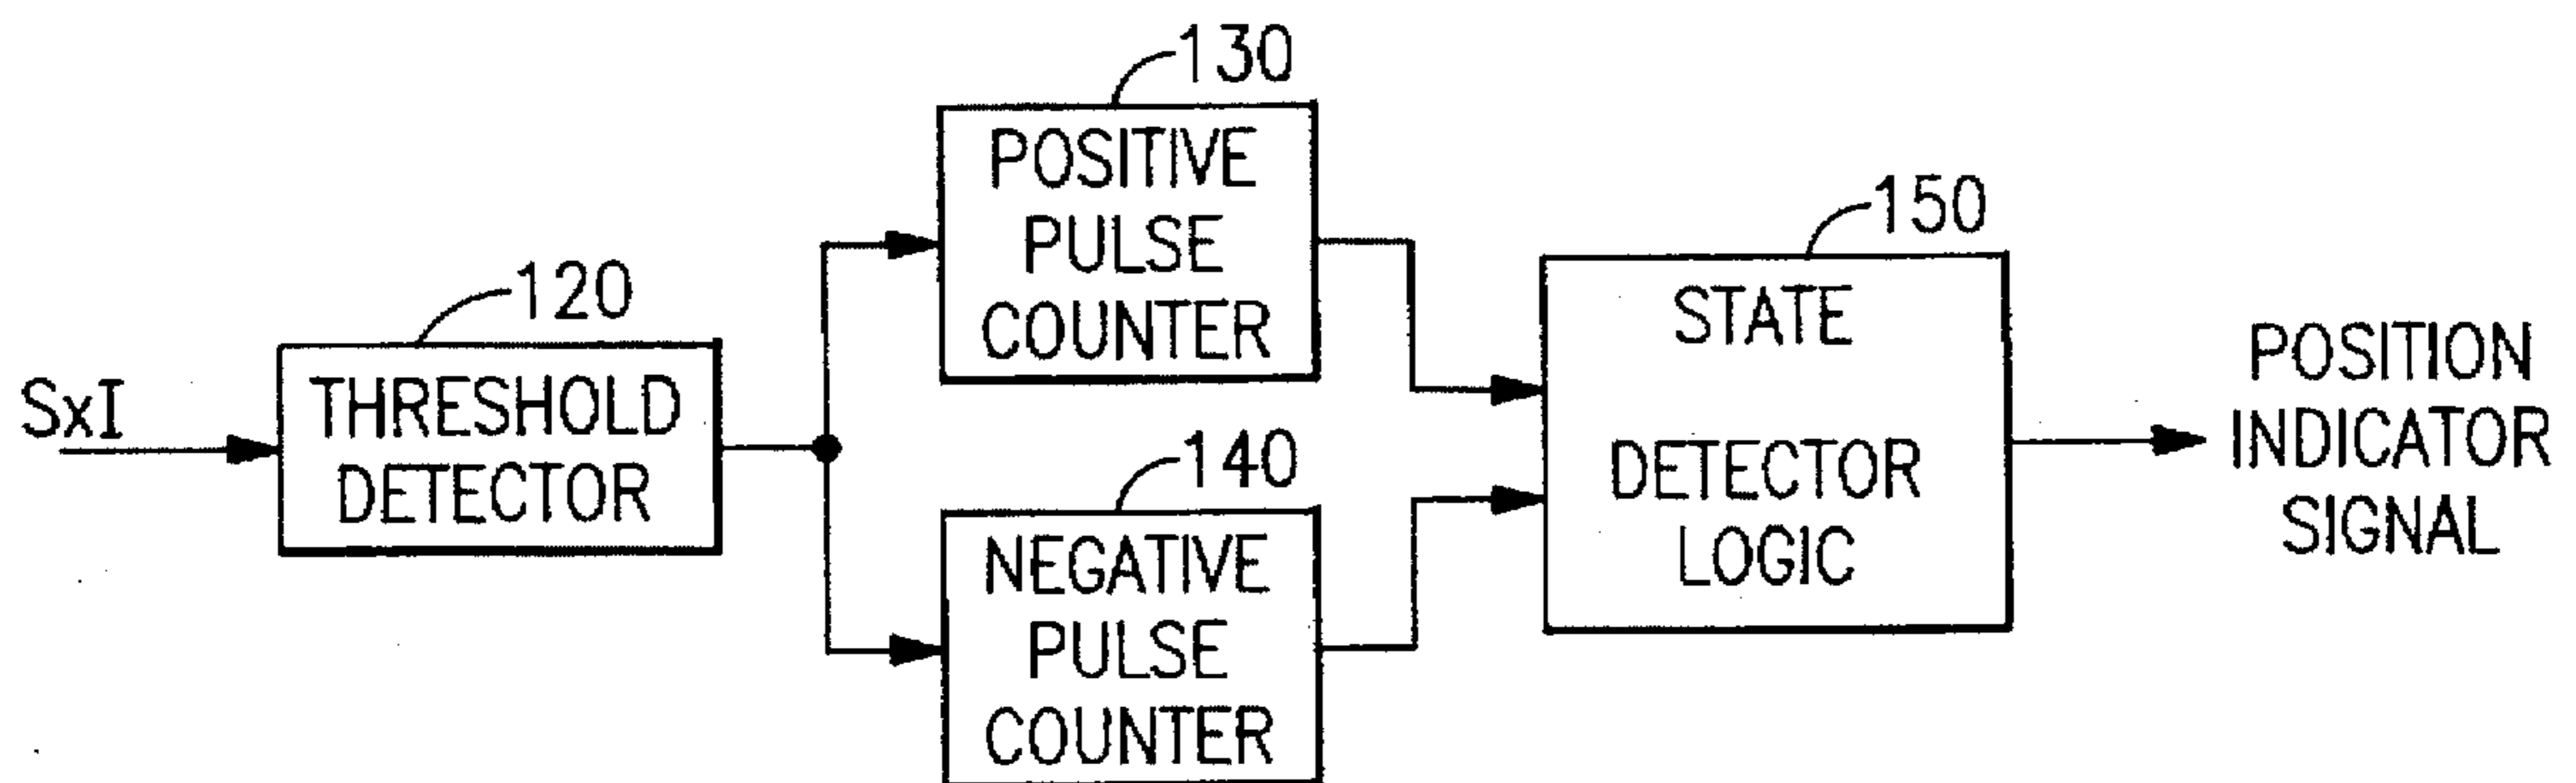 SxI
120
THRESHOLD
DETECTOR
130
POSITIVE
PULSE
COUNTER
140
NEGATIVE
PULSE
COUNTER
150
STATE
DETECTOR
LOGIC
POSITION
INDICATOR
SIGNAL